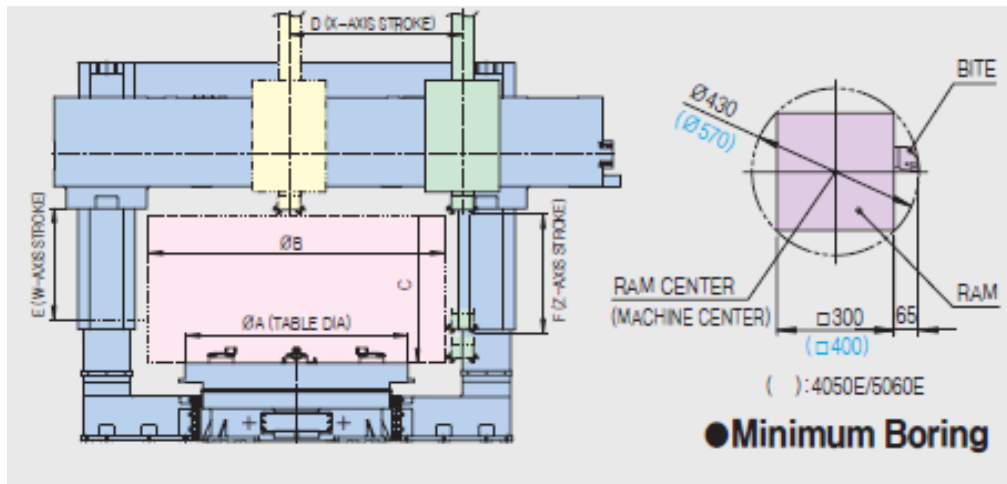 D (X-AXIS STROKE)
E (W-AXIS STROKE)
ØB
C
F (Z-AXIS STROKE)
ØA (TABLE DIA)
BITE
Ø430
(Ø570)
RAM CENTER
(MACHINE CENTER)
RAM
□300
65
(□400)
( ):4050E/5060E
●Minimum Boring